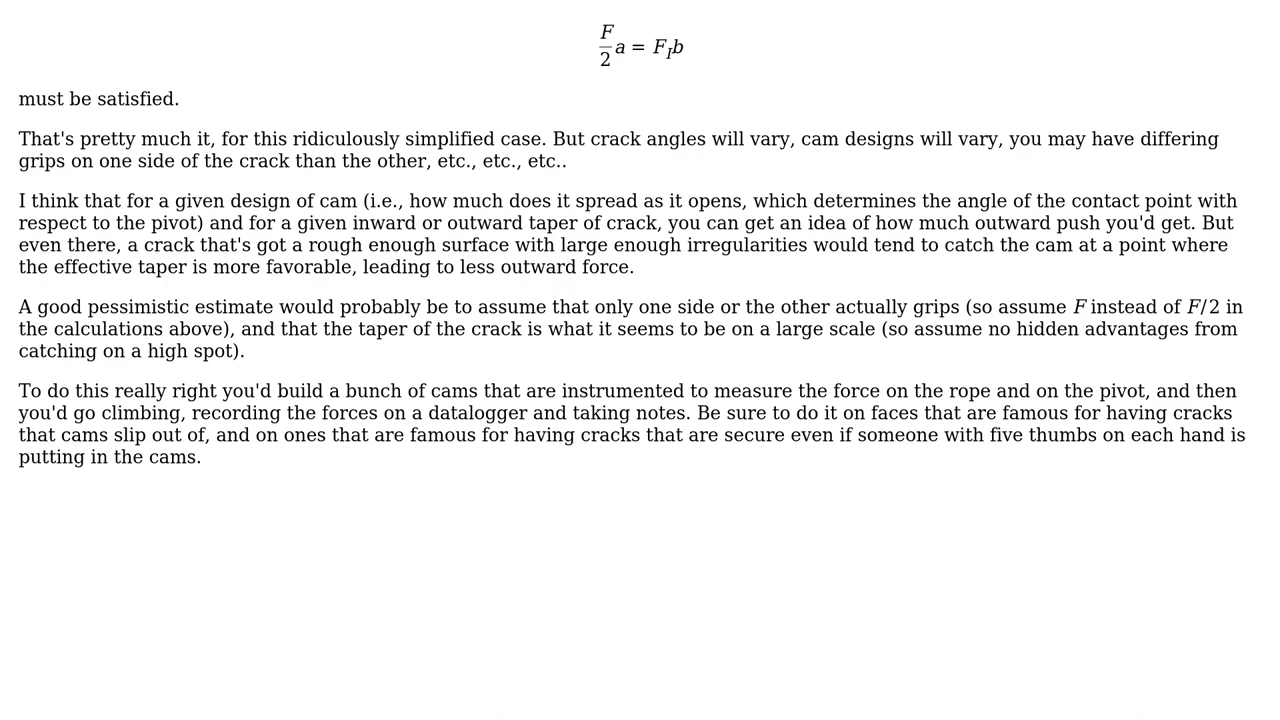 F/2 a = F_I b
must be satisfied.
That's pretty much it, for this ridiculously simplified case. But crack angles will vary, cam designs will vary, you may have differing
grips on one side of the crack than the other, etc., etc., etc..
I think that for a given design of cam (i.e., how much does it spread as it opens, which determines the angle of the contact point with
respect to the pivot) and for a given inward or outward taper of crack, you can get an idea of how much outward push you'd get. But
even there, a crack that's got a rough enough surface with large enough irregularities would tend to catch the cam at a point where
the effective taper is more favorable, leading to less outward force.
A good pessimistic estimate would probably be to assume that only one side or the other actually grips (so assume F instead of F/2 in
the calculations above), and that the taper of the crack is what it seems to be on a large scale (so assume no hidden advantages from
catching on a high spot).
To do this really right you'd build a bunch of cams that are instrumented to measure the force on the rope and on the pivot, and then
you'd go climbing, recording the forces on a datalogger and taking notes. Be sure to do it on faces that are famous for having cracks
that cams slip out of, and on ones that are famous for having cracks that are secure even if someone with five thumbs on each hand is
putting in the cams.